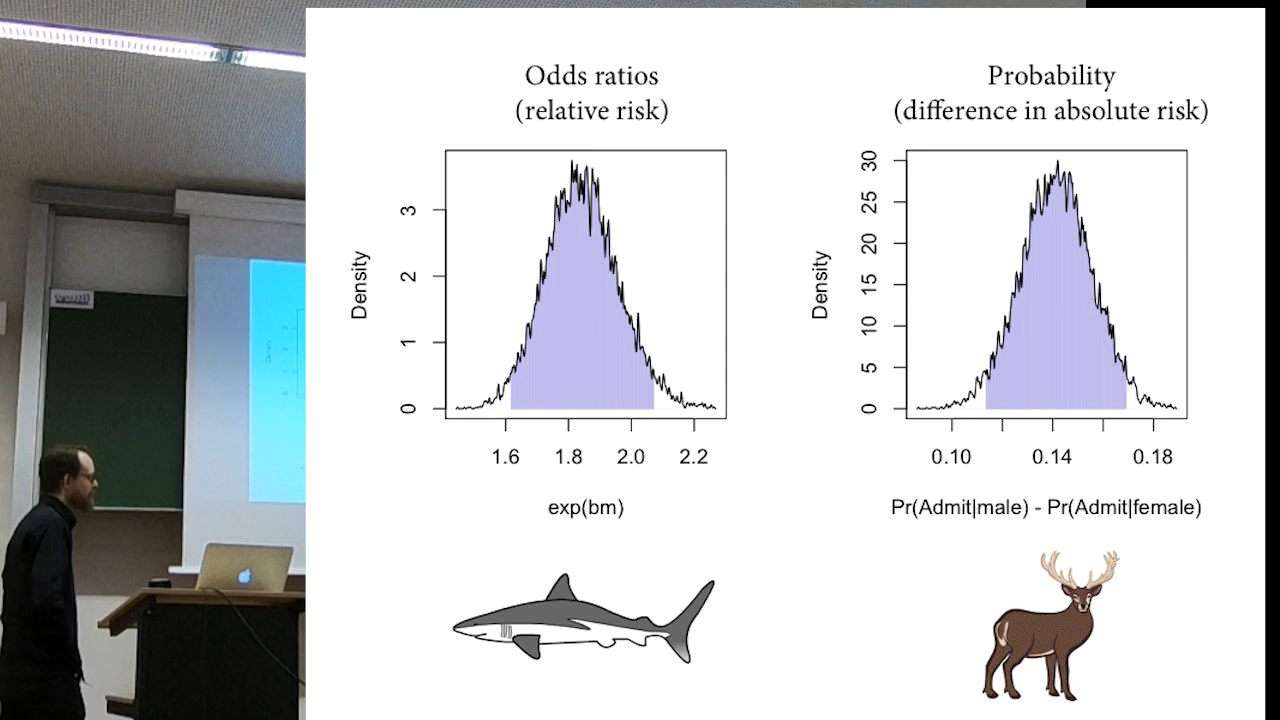 Odds ratios
(relative risk)
Density
0
1
2
3
1.6 1.8 2.0 2.2
exp(bm)
Probability
(difference in absolute risk)
Density
0
5
10
15
20
25
30
0.10 0.14 0.18
Pr(Admit|male) - Pr(Admit|female)